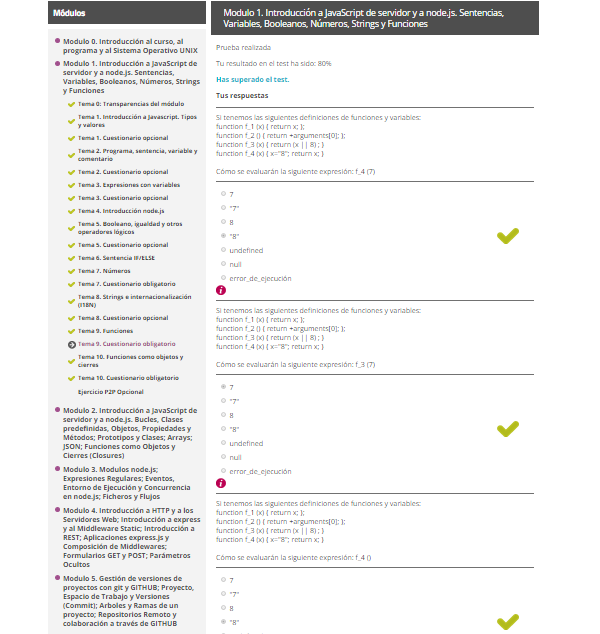 Módulos
Modulo 0. Introducción al curso, al
programa y al Sistema Operativo UNIX
Modulo 1. Introducción a JavaScript de
servidor y a node.js. Sentencias,
Variables, Booleanos, Números, Strings
y Funciones
Tema 0: Transparencias del módulo
Tema 1. Introducción a Javascript. Tipos
y valores
Tema 1. Cuestionario opcional
Tema 2. Programa, sentencia, variable y
comentario
Tema 2. Cuestionario opcional
Tema 3. Expresiones con variables
Tema 3. Cuestionario opcional
Tema 4. Introducción node.js
Tema 5. Booleano, igualdad y otros
operadores lógicos
Tema 5. Cuestionario opcional
Tema 6. Sentencia IF/ELSE
Tema 7. Números
Tema 7. Cuestionario obligatorio
Tema 8. Strings e internacionalización
(I18N)
Tema 8. Cuestionario opcional
Tema 9. Funciones
Tema 9. Cuestionario obligatorio
Tema 10. Funciones como objetos y
cierres
Tema 10. Cuestionario obligatorio
Ejercicio P2P Opcional
Modulo 2. Introducción a JavaScript de
servidor y a node.js. Bucles, Clases
predefinidas, Objetos, Propiedades y
Métodos; Prototipos y Clases; Arrays;
JSON; Funciones como Objetos y
Cierres (Closures)
Modulo 3. Modulos node.js;
Expresiones Regulares; Eventos,
Entorno de Ejecución y Concurrencia
en node.js; Ficheros y Flujos
Modulo 4. Introducción a HTTP y a los
Servidores Web; Introducción a express
y al Middleware Static; Introducción a
REST; Aplicaciones express.js y
Composición de Middlewares;
Formularios GET y POST; Parámetros
Ocultos
Modulo 5. Gestión de versiones de
proyectos con git y GITHUB; Proyecto,
Espacio de Trabajo y Versiones
(Commit); Arboles y Ramas de un
proyecto; Repositorios Remoto y
colaboración a través de GITHUB
Modulo 1. Introducción a JavaScript de servidor y a node.js. Sentencias,
Variables, Booleanos, Números, Strings y Funciones
Prueba realizada
Tu resultado en el test ha sido: 80%
Has superado el test.
Tus respuestas
Si tenemos las siguientes definiciones de funciones y variables:
function f_1 (x) { return x; };
function f_2 () { return +arguments[0]; };
function f_3 (x) { return (x || 8) ; }
function f_4 (x) { x="8"; return x; }
Cómo se evaluarán la siguiente expresión: f_4 (7)
7
"7"
8
"8"
undefined
null
error_de_ejecución
i
Si tenemos las siguientes definiciones de funciones y variables:
function f_1 (x) { return x; };
function f_2 () { return +arguments[0]; };
function f_3 (x) { return (x || 8) ; }
function f_4 (x) { x="8"; return x; }
Cómo se evaluarán la siguiente expresión: f_3 (7)
7
"7"
8
"8"
undefined
null
error_de_ejecución
i
Si tenemos las siguientes definiciones de funciones y variables:
function f_1 (x) { return x; };
function f_2 () { return +arguments[0]; };
function f_3 (x) { return (x || 8) ; }
function f_4 (x) { x="8"; return x; }
Cómo se evaluarán la siguiente expresión: f_4 ()
7
"7"
8
"8"